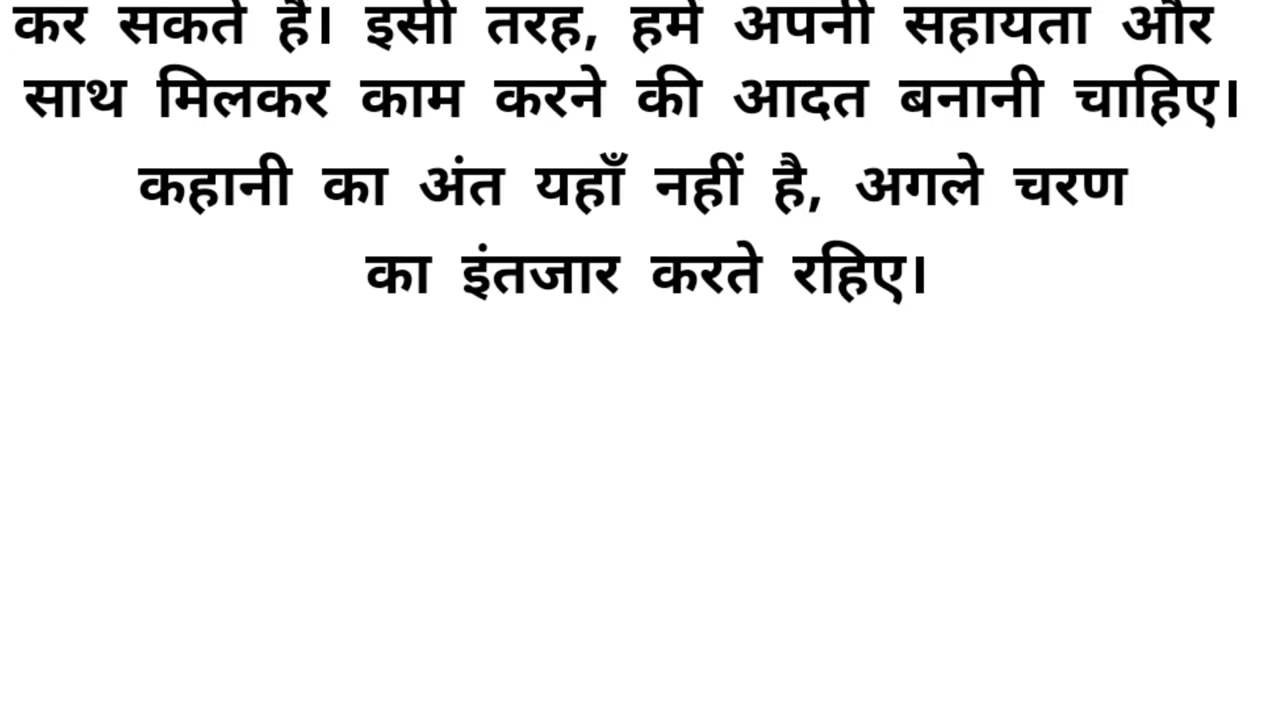 कर सकते हैं। इसी तरह, हमें अपनी सहायता और
साथ मिलकर काम करने की आदत बनानी चाहिए।
कहानी का अंत यहाँ नहीं है, अगले चरण
का इंतजार करते रहिए।